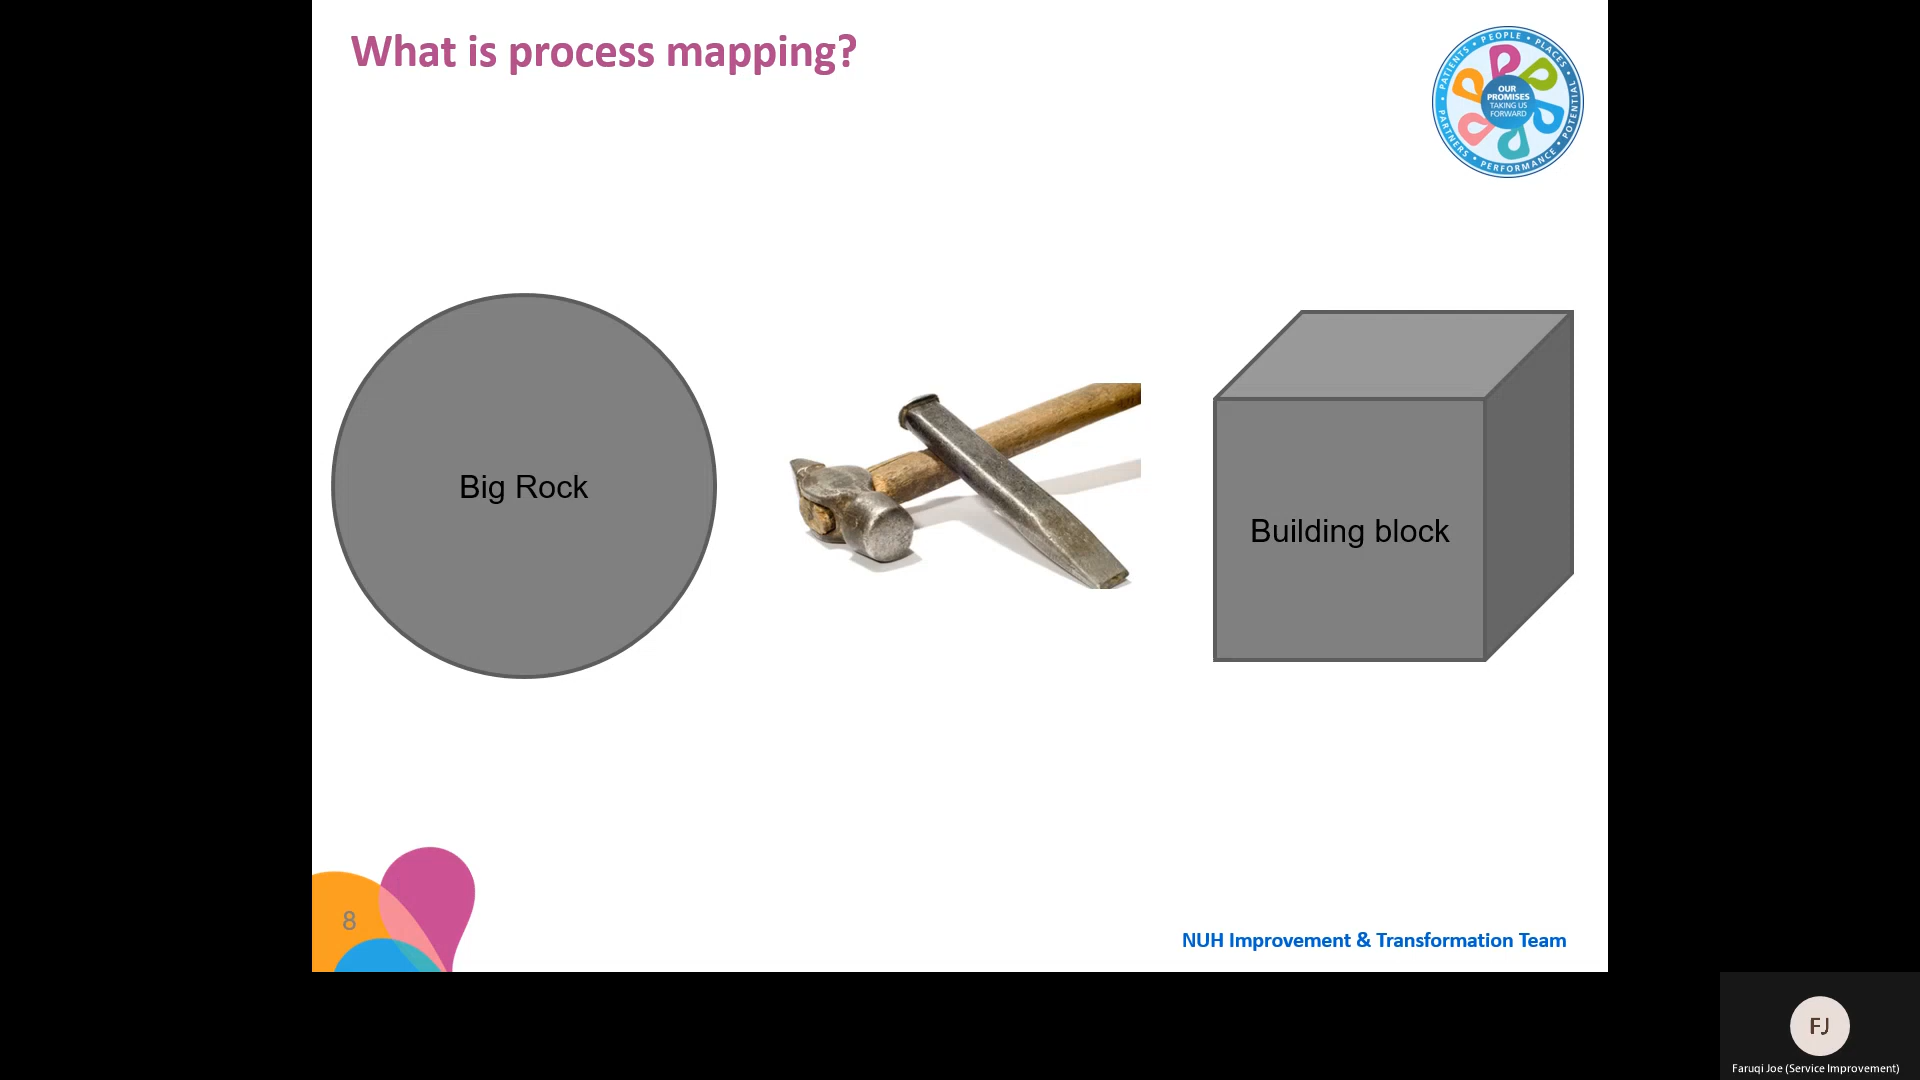 What is process mapping?
PATIENTS • PEOPLE • PLACES • POTENTIAL • PERFORMANCE • PARTNERS •
OUR
PROMISES
TAKING US
FORWARD
Big Rock
Building block
8
NUH Improvement & Transformation Team
FJ
Faruqi Joe (Service Improvement)